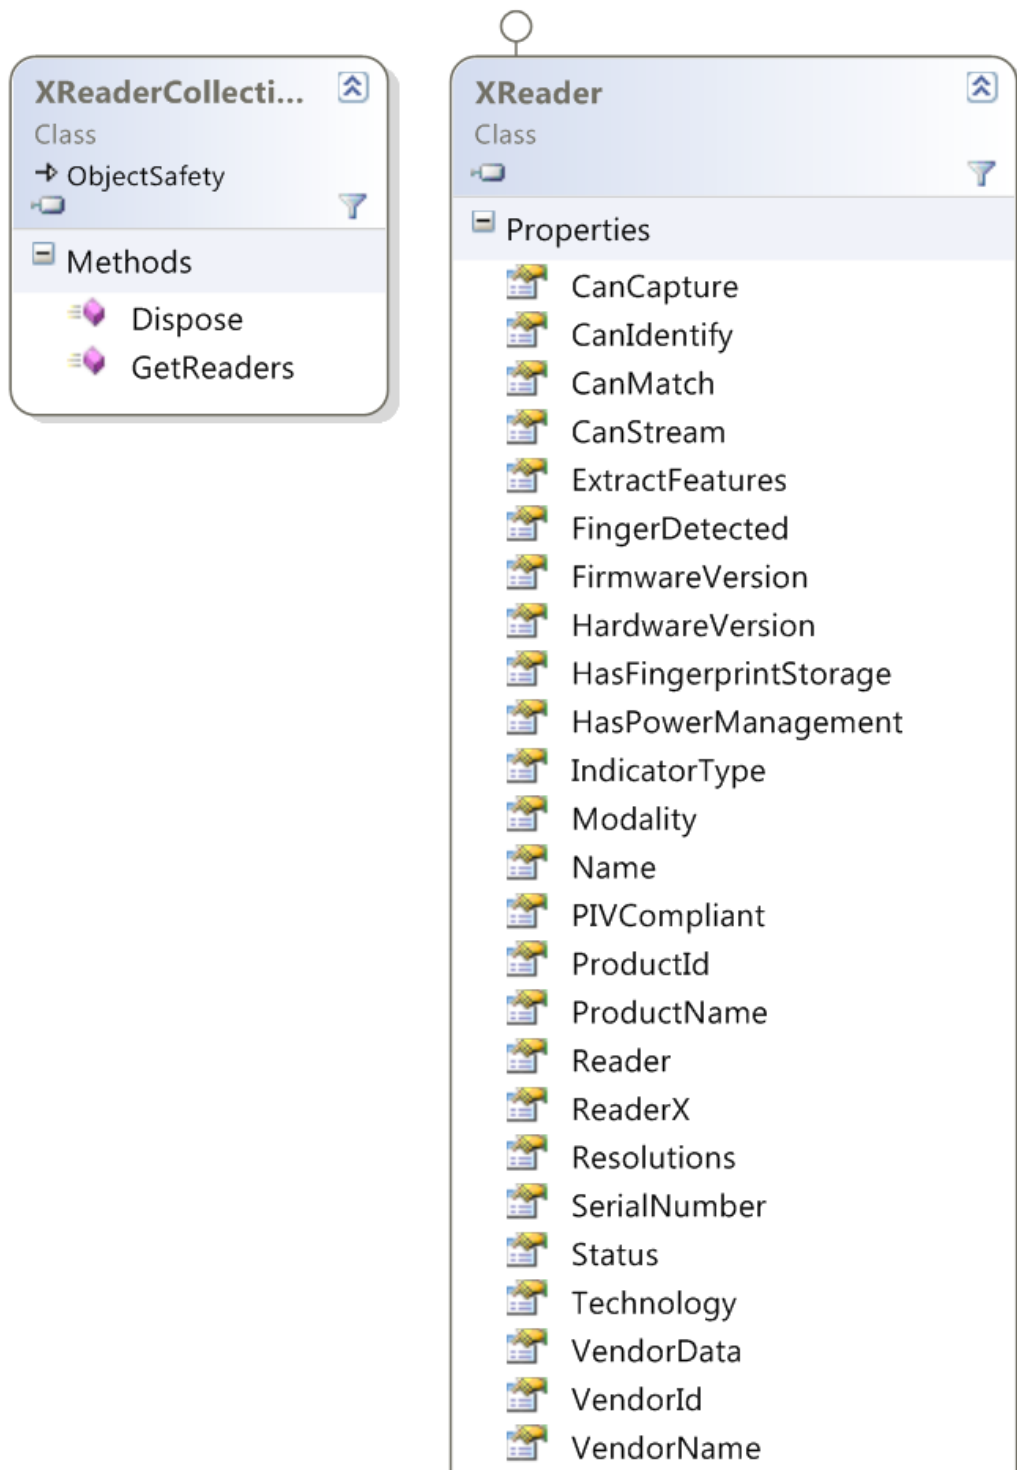 XReaderCollecti...
Class
ObjectSafety
Methods
Dispose
GetReaders
XReader
Class
Properties
CanCapture
CanIdentify
CanMatch
CanStream
ExtractFeatures
FingerDetected
FirmwareVersion
HardwareVersion
HasFingerprintStorage
HasPowerManagement
IndicatorType
Modality
Name
PIVCompliant
ProductId
ProductName
Reader
ReaderX
Resolutions
SerialNumber
Status
Technology
VendorData
VendorId
VendorName